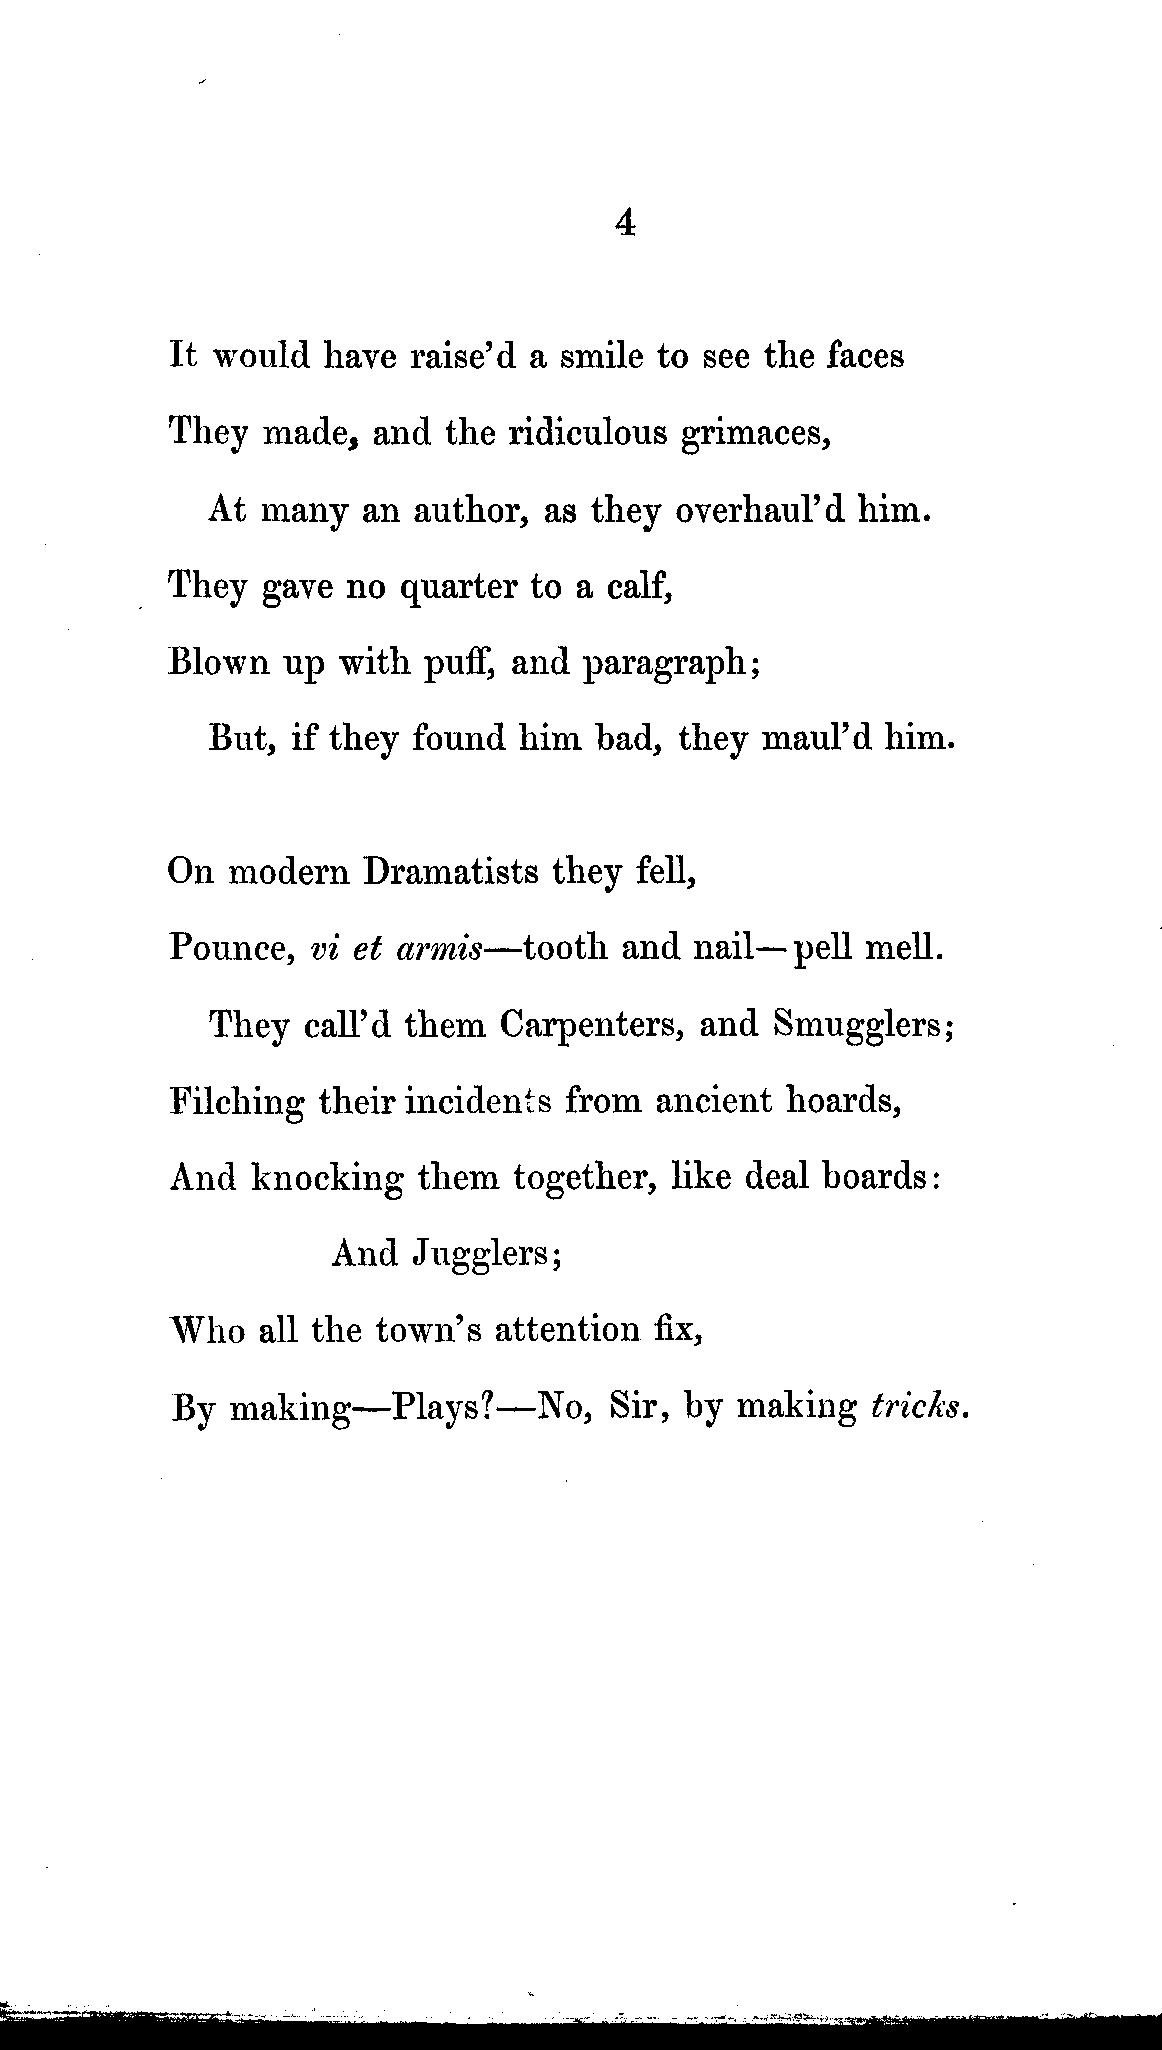 4
It would have raise'd a smile to see the faces
They made, and the ridiculous grimaces,
At many an author, as they overhaul'd him.
They gave no quarter to a calf,
Blown up with puff, and paragraph;
But, if they found him bad, they maul'd him.
On modern Dramatists they fell,
Pounce, vi et armis—tooth and nail—pell mell.
They call'd them Carpenters, and Smugglers;
Filching their incidents from ancient hoards,
And knocking them together, like deal boards:
And Jugglers;
Who all the town's attention fix,
By making—Plays?—No, Sir, by making tricks.